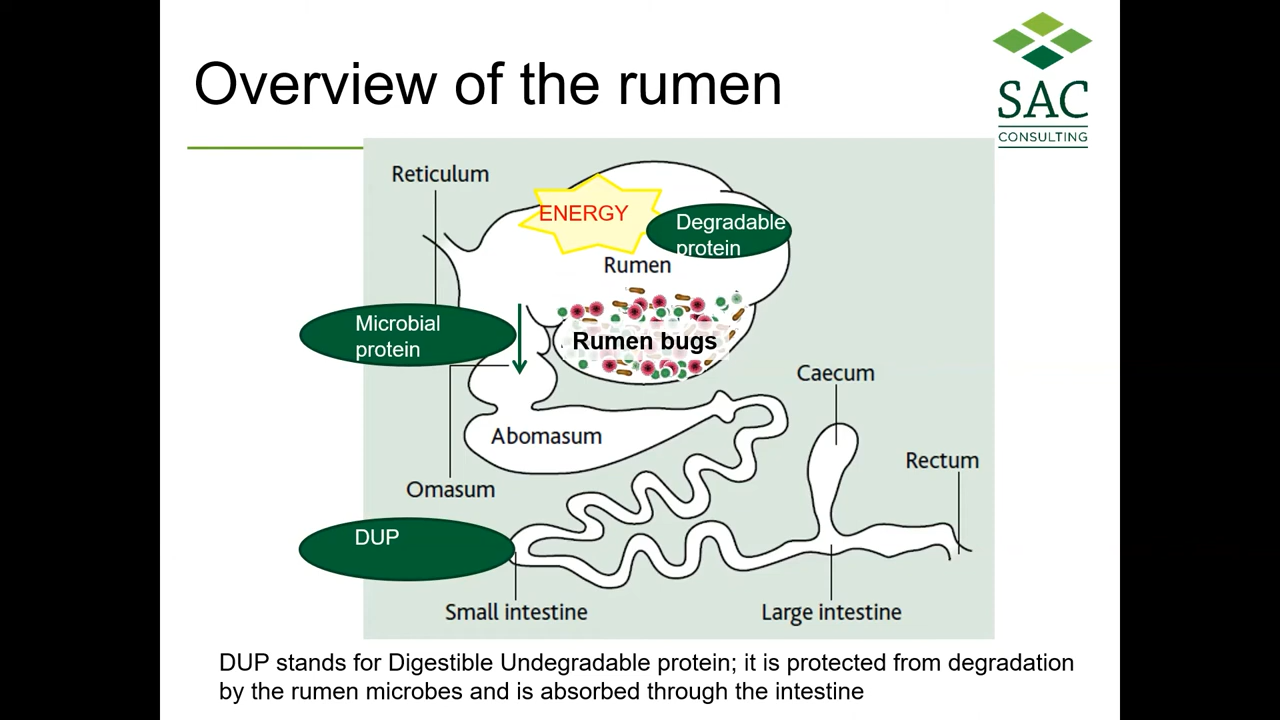 Overview of the rumen
SAC
CONSULTING
Reticulum
ENERGY
Degradable
protein
Rumen
Microbial
protein
Rumen bugs
Caecum
Abomasum
Rectum
Omasum
DUP
Small intestine
Large intestine
DUP stands for Digestible Undegradable protein; it is protected from degradation
by the rumen microbes and is absorbed through the intestine